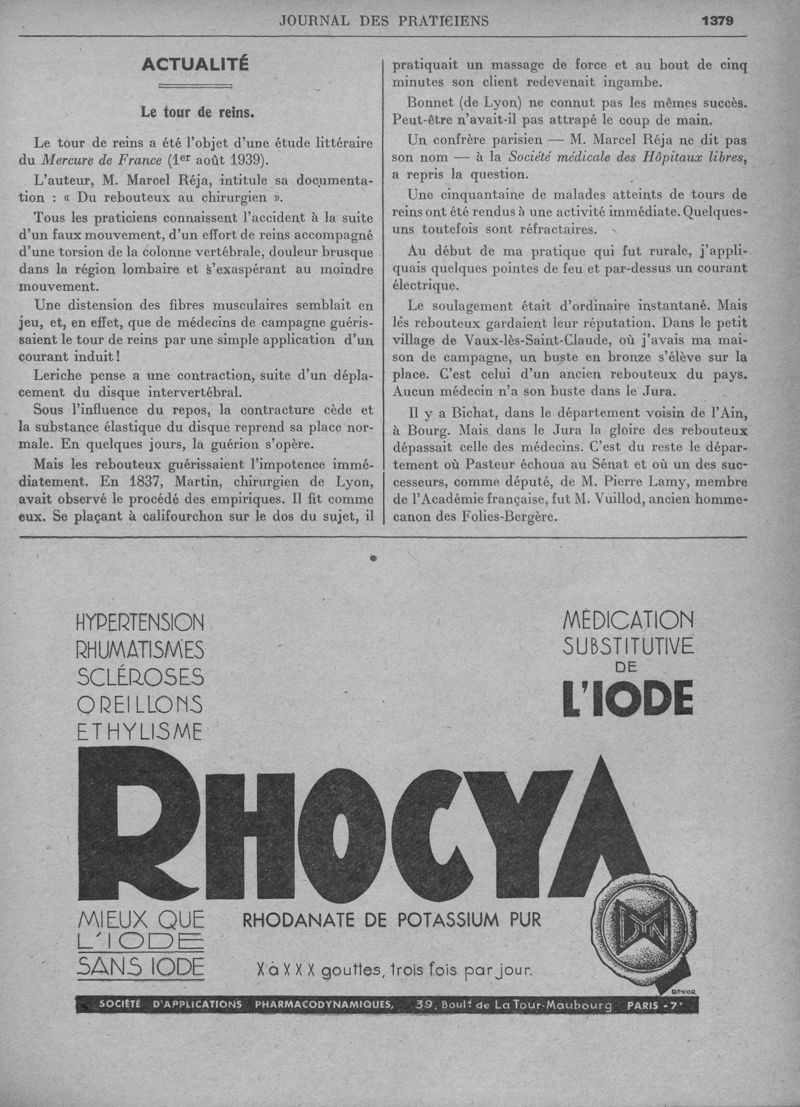 JOURNAL DES PRATICIENS 1379
ACTUALITÉ
Le tour de reins.
Le tour de reins a été l'objet d'une étude littéraire
du Mercure de France (1er août 1939).
L'auteur, M. Marcel Réja, intitule sa documenta-
tion : « Du rebouteux au chirurgien ».
Tous les praticiens connaissent l'accident à la suite
d'un faux mouvement, d'un effort de reins accompagné
d'une torsion de la colonne vertébrale, douleur brusque
dans la région lombaire et s'exaspérant au moindre
mouvement.
Une distension des fibres musculaires semblait en
jeu, et, en effet, que de médecins de campagne guéris-
saient le tour de reins par une simple application d'un
courant induit !
Leriche pense a une contraction, suite d'un dépla-
cement du disque intervertébral.
Sous l'influence du repos, la contracture cède et
la substance élastique du disque reprend sa place nor-
male. En quelques jours, la guérion s'opère.
Mais les rebouteux guérissaient l'impotence immé-
diatement. En 1837, Martin, chirurgien de Lyon,
avait observé le procédé des empiriques. Il fit comme
eux. Se plaçant à califourchon sur le dos du sujet, il
pratiquait un massage de force et au bout de cinq
minutes son client redevenait ingambe.
Bonnet (de Lyon) ne connut pas les mêmes succès.
Peut-être n'avait-il pas attrapé le coup de main.
Un confrère parisien — M. Marcel Réja ne dit pas
son nom — à la Société médicale des Hôpitaux libres,
a repris la question.
Une cinquantaine de malades atteints de tours de
reins ont été rendus à une activité immédiate. Quelques-
uns toutefois sont réfractaires.
Au début de ma pratique qui fut rurale, j'appli-
quais quelques pointes de feu et par-dessus un courant
électrique.
Le soulagement était d'ordinaire instantané. Mais
lés rebouteux gardaient leur réputation. Dans le petit
village de Vaux-lès-Saint-Claude, où j'avais ma mai-
son de campagne, un buste en bronze s'élève sur la
place. C'est celui d'un ancien rebouteux du pays.
Aucun médecin n'a son buste dans le Jura.
Il y a Bichat, dans le département voisin de l'Ain,
à Bourg. Mais dans le Jura la gloire des rebouteux
dépassait celle des médecins. C'est du reste le dépar-
tement où Pasteur échoua au Sénat et où un des suc-
cesseurs, comme député, de M. Pierre Lamy, membre
de l'Académie française, fut M. Vuillod, ancien homme-
canon des Folies-Bergère.
HYPERTENSION
RHUMATISMES
SCLÉROSES
OREILLONS
ETHYLISME
MÉDICATION
SUBSTITUTIVE
DE
L'IODE
RHOCYA
MIEUX QUE
L'IODE
SANS IODE
RHODANATE DE POTASSIUM PUR
X à XXX gouttes, trois fois par jour.
DYN
SOCIÉTÉ D'APPLICATIONS PHARMACODYNAMIQUES, 39, Boulᵈ de La Tour-Maubourg PARIS - 7ᵉ